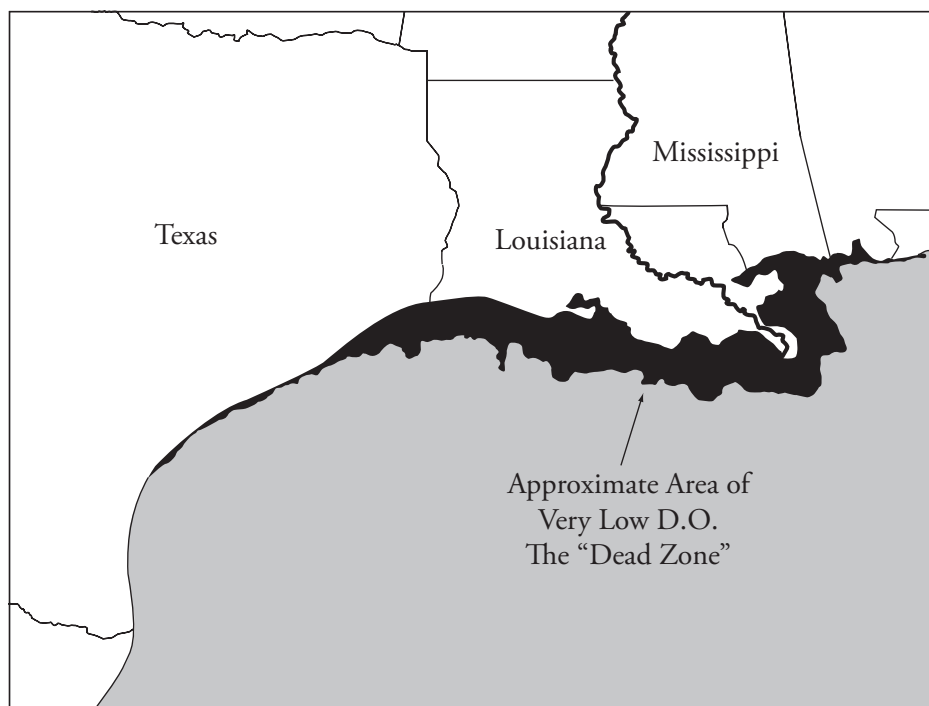 Mississippi
Texas
Louisiana
Approximate Area of
Very Low D.O.
The “Dead Zone”